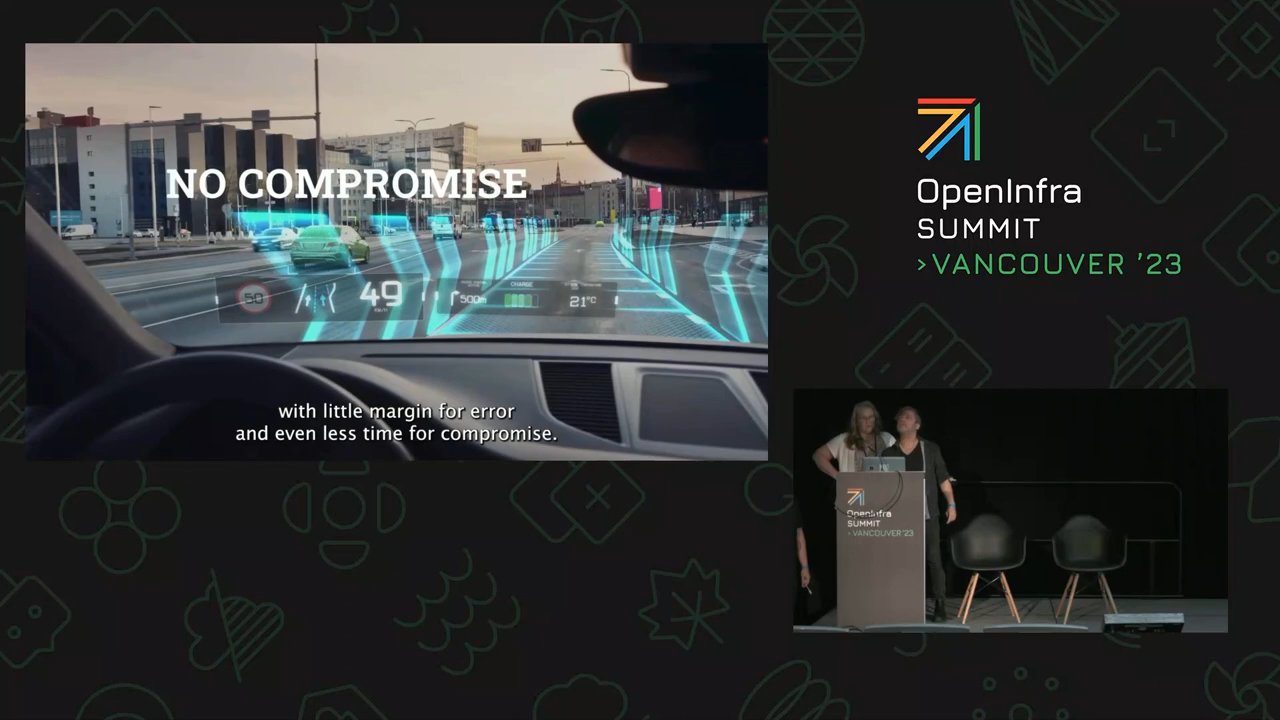 NO COMPROMISE
50
49
KM/H
500m
CHARGE
21°C
with little margin for error
and even less time for compromise.
OpenInfra
SUMMIT
>VANCOUVER '23
OpenInfra
SUMMIT
>VANCOUVER '23